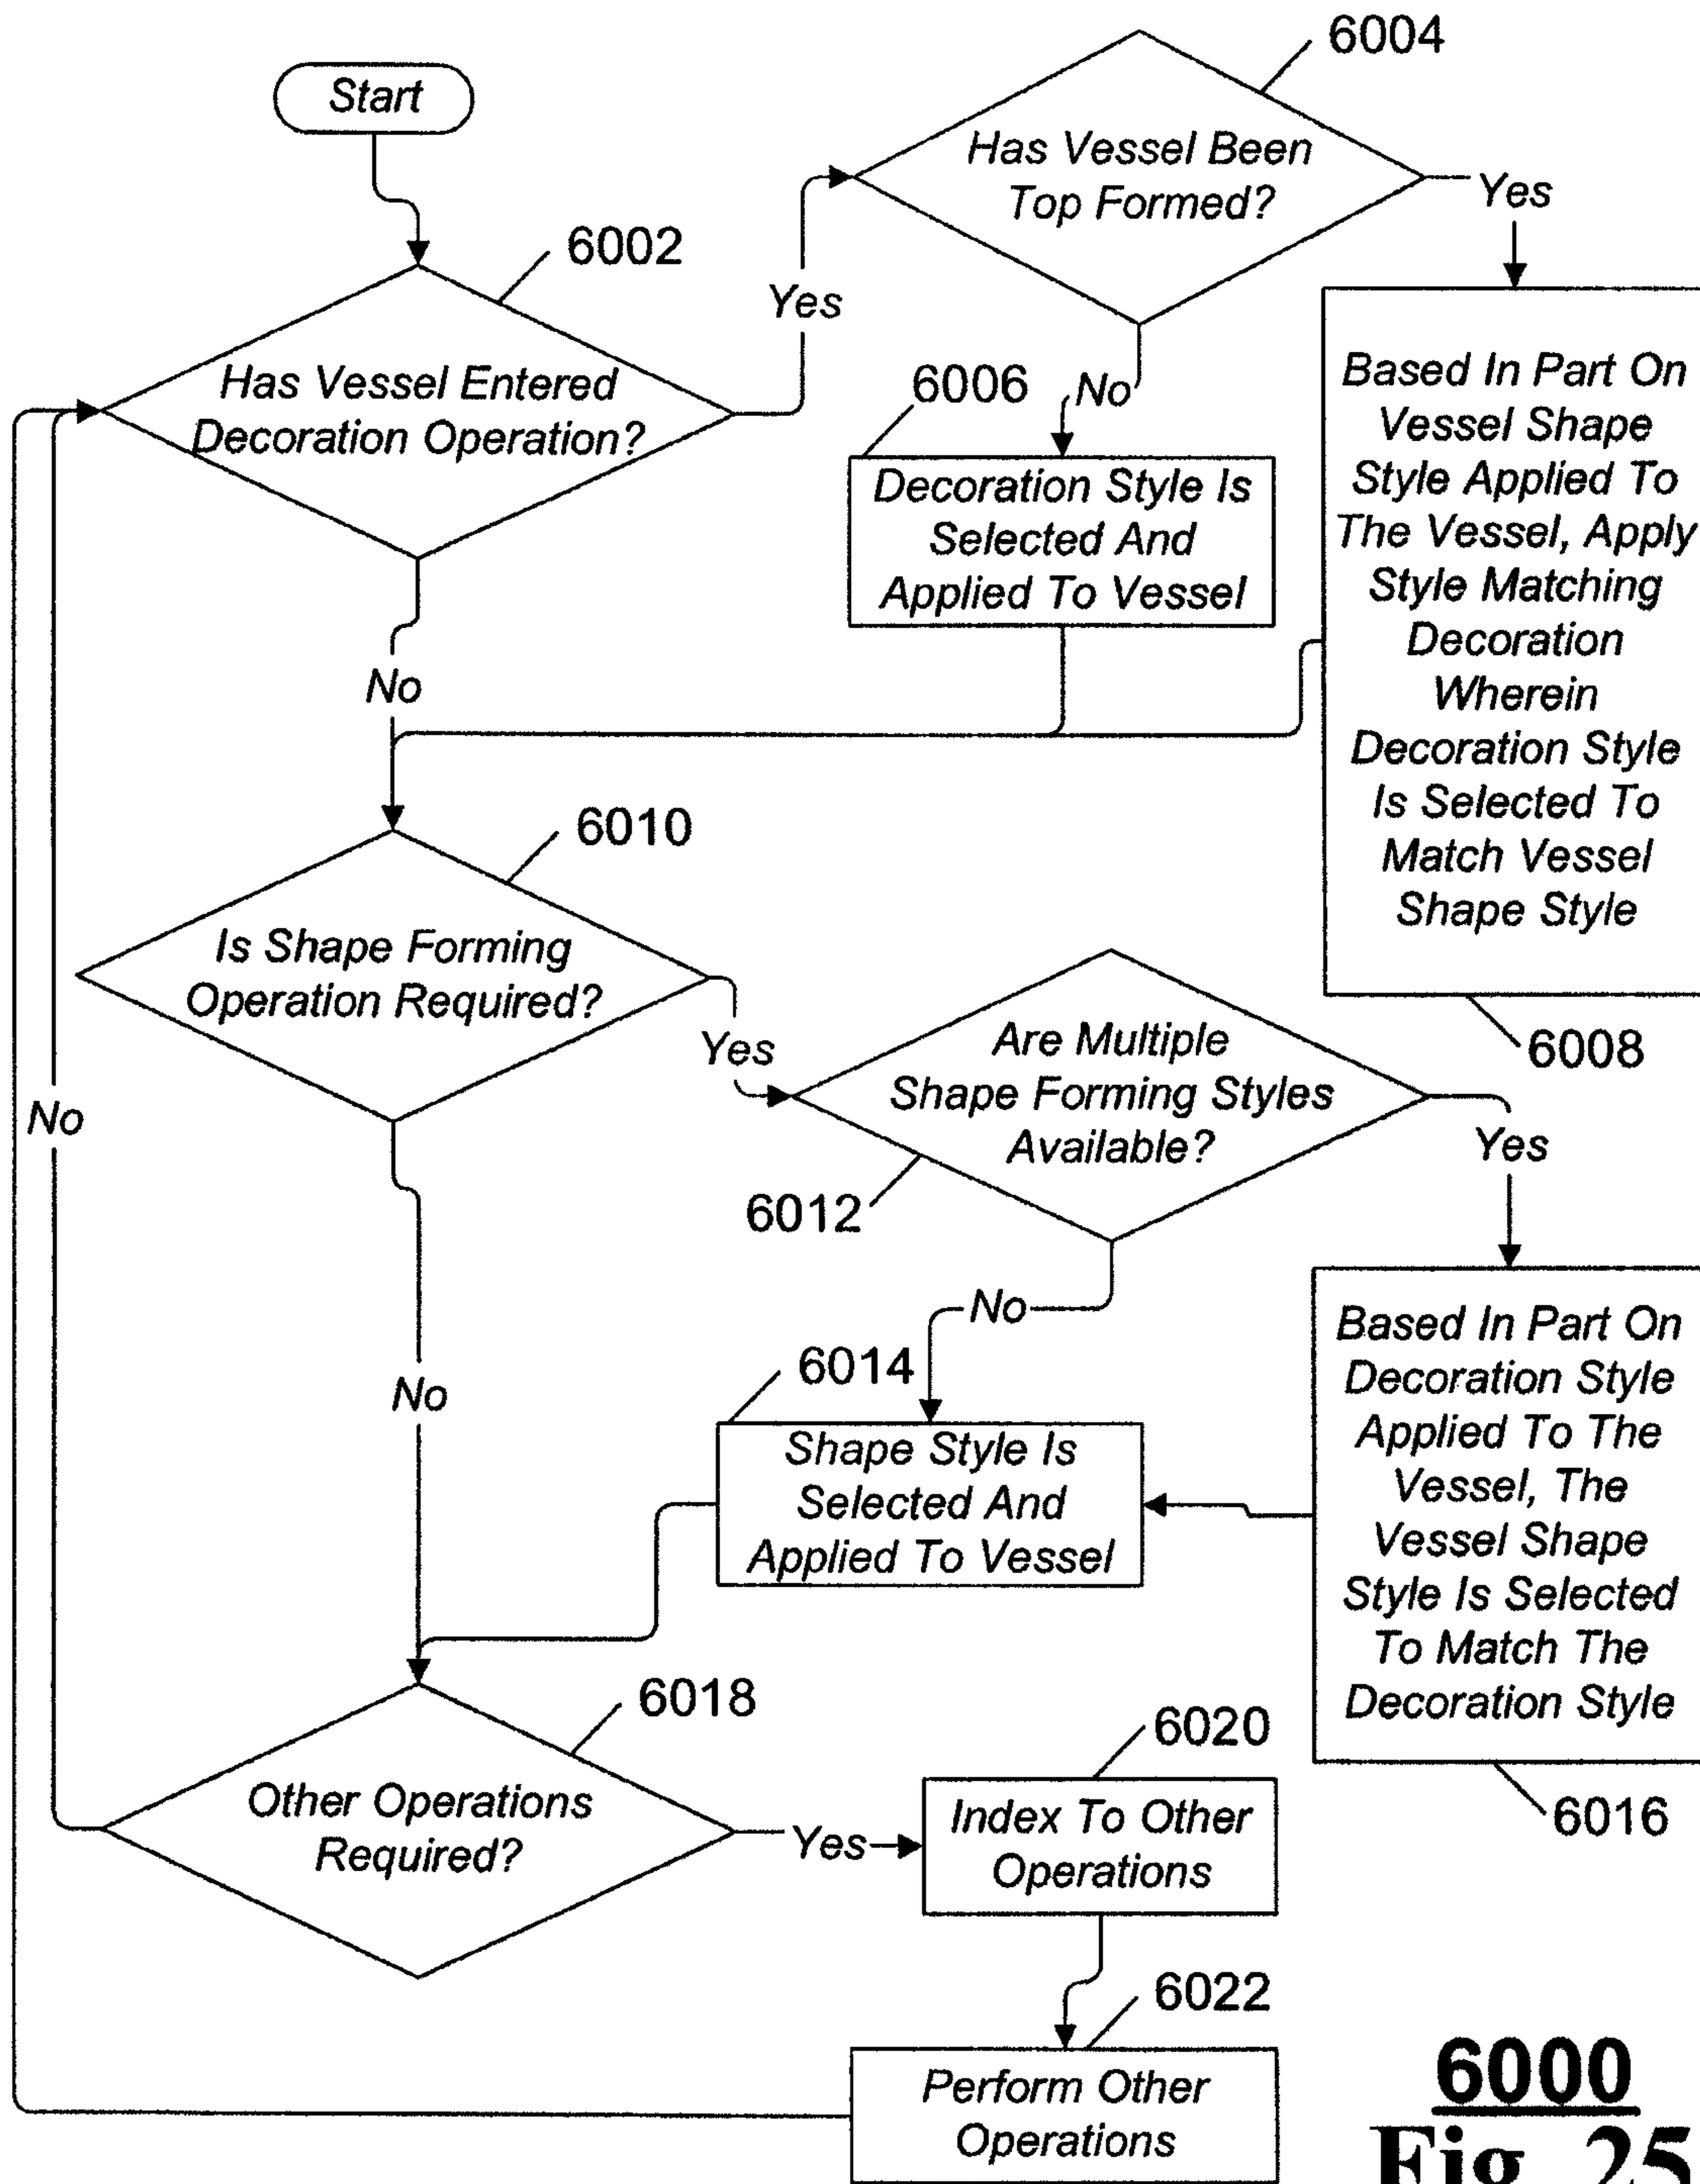 Start
6004
Has Vessel Been
Top Formed?
Yes
6002
Yes
Has Vessel Entered
Decoration Operation?
6006
No
Decoration Style Is
Selected And
Applied To Vessel
Based In Part On
Vessel Shape
Style Applied To
The Vessel, Apply
Style Matching
Decoration
Wherein
Decoration Style
Is Selected To
Match Vessel
Shape Style
6008
No
6010
Is Shape Forming
Operation Required?
Yes
Are Multiple
Shape Forming Styles
Available?
6012
Yes
No
No
No
6014
Shape Style Is
Selected And
Applied To Vessel
Based In Part On
Decoration Style
Applied To The
Vessel, The
Vessel Shape
Style Is Selected
To Match The
Decoration Style
6016
6018
Other Operations
Required?
Yes
6020
Index To Other
Operations
6022
Perform Other
Operations
6000
Fig. 25